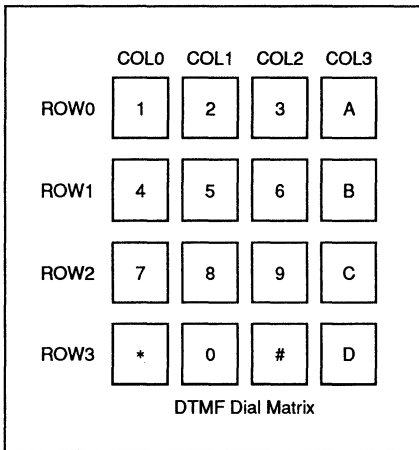 COL0 COL1 COL2 COL3
ROW0 1 2 3 A
ROW1 4 5 6 B
ROW2 7 8 9 C
ROW3 * 0 # D
DTMF Dial Matrix